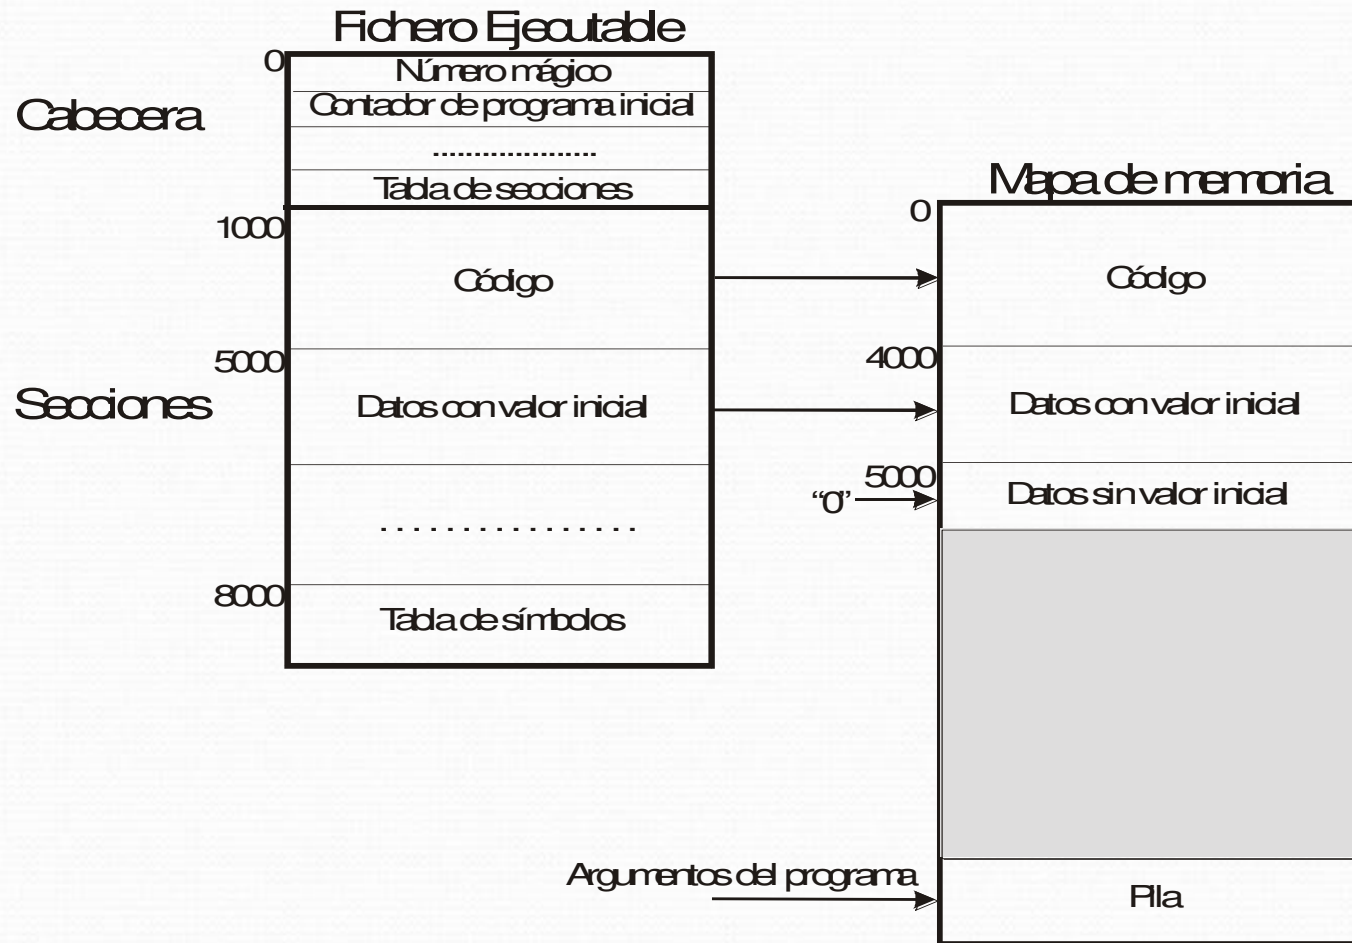 Fichero Ejecutable
0
Número mágico
Cabecera
Contador de programa inicial
....................
Tabla de secciones
1000
Código
5000
Secciones
Datos con valor inicial
. . . . . . . . . . . . . . . .
8000
Tabla de símbolos
Mapa de memoria
0
Código
4000
Datos con valor inicial
5000
“0”
Datos sin valor inicial
Argumentos del programa
Pila